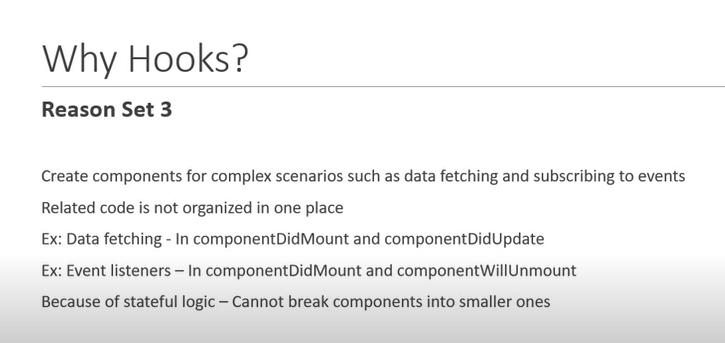 Why Hooks?
Reason Set 3
Create components for complex scenarios such as data fetching and subscribing to events
Related code is not organized in one place
Ex: Data fetching - In componentDidMount and componentDidUpdate
Ex: Event listeners – In componentDidMount and componentWillUnmount
Because of stateful logic – Cannot break components into smaller ones